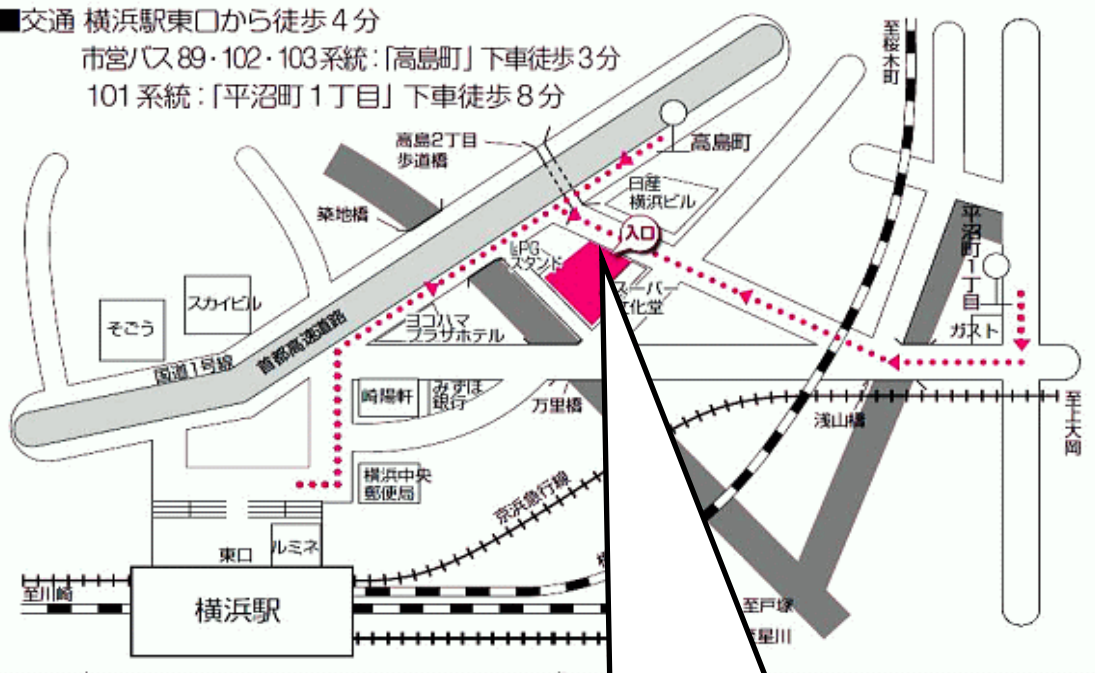 ■交通 横浜駅東口から徒歩4分
市営バス89・102・103系統:「高島町」下車徒歩3分
101系統:「平沼町1丁目」下車徒歩8分
至桜木町
高島2丁目
歩道橋
高島町
築地橋
日産
横浜ビル
入口
平沼町1丁目
LPG
スタンド
スカイビル
そごう
スーパー
文化堂
ヨコハマ
プラザホテル
ガスト
国道1号線
首都高速道路
崎陽軒
みずほ
銀行
万里橋
浅山橋
至上大岡
横浜中央
郵便局
京浜急行線
東口
ルミネ
至川崎
横浜駅
至戸塚
至星川